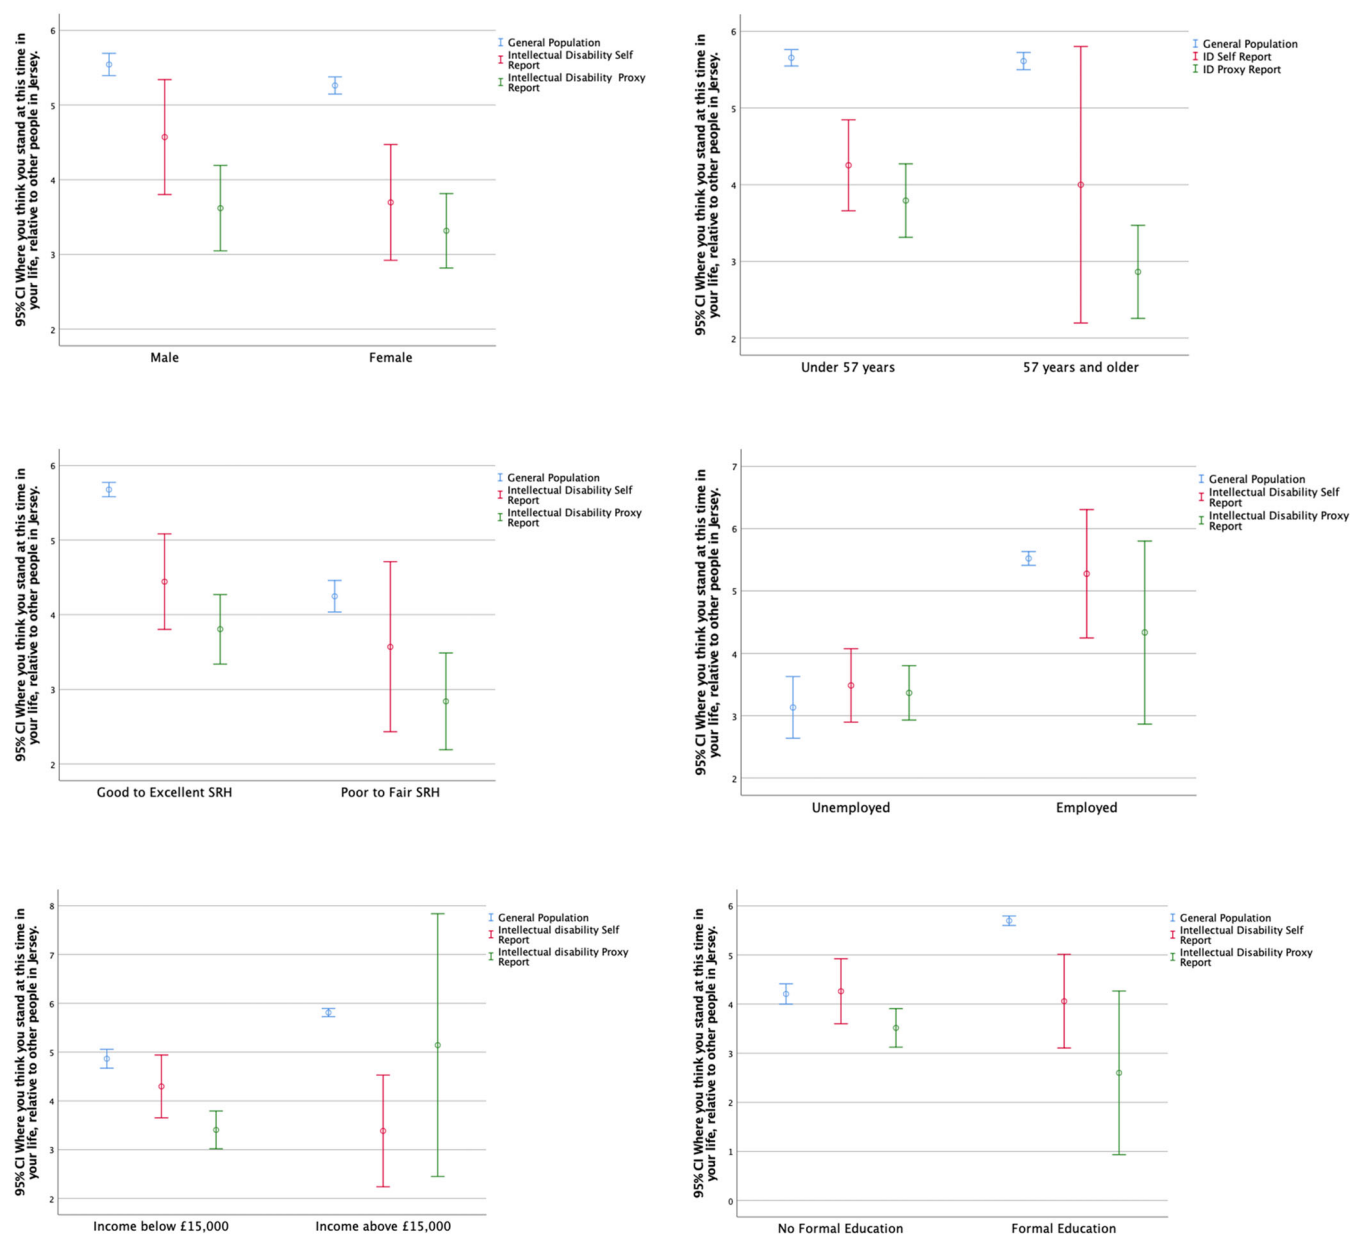 95% CI Where you think you stand at this time in
your life, relative to other people in Jersey.
6
5
4
3
2
Male
Female
General Population
Intellectual Disability Self
Report
Intellectual Disability Proxy
Report
95% CI Where you think you stand at this time in
your life, relative to other people in Jersey.
6
5
4
3
2
Under 57 years
57 years and older
General Population
ID Self Report
ID Proxy Report
95% CI Where you think you stand at this time in
your life, relative to other people in Jersey.
6
5
4
3
2
Good to Excellent SRH
Poor to Fair SRH
General Population
Intellectual Disability Self
Report
Intellectual Disability Proxy
Report
95% CI Where you think you stand at this time in
your life, relative to other people in Jersey.
7
6
5
4
3
2
Unemployed
Employed
General Population
Intellectual Disability Self
Report
Intellectual Disability Proxy
Report
95% CI Where you think you stand at this time in
your life, relative to other people in Jersey.
8
7
6
5
4
3
2
Income below £15,000
Income above £15,000
General Population
Intellectual disability Self
Report
Intellectual disability Proxy
Report
95% CI Where you think you stand at this time in
your life, relative to other people in Jersey.
6
5
4
3
2
1
0
No Formal Education
Formal Education
General Population
Intellectual Disability Self
Report
Intellectual Disability Proxy
Report